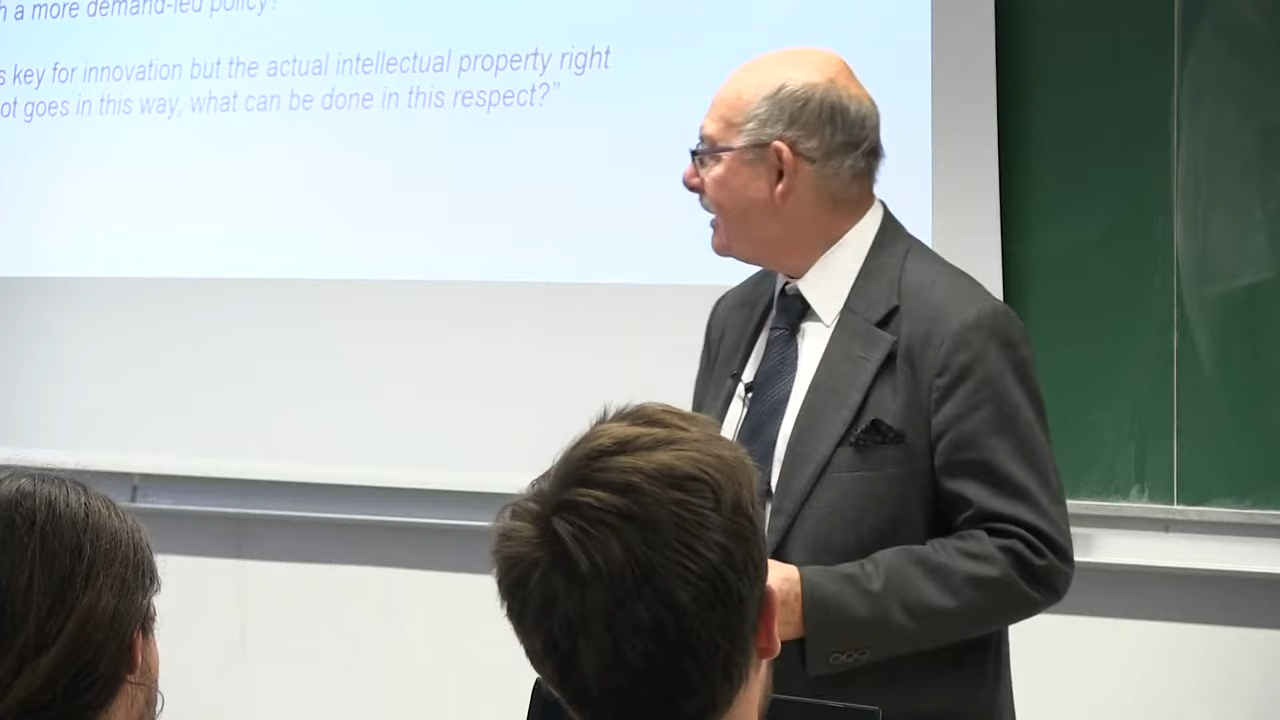 h a more demand-led policy?
s key for innovation but the actual intellectual property right
ot goes in this way, what can be done in this respect?"